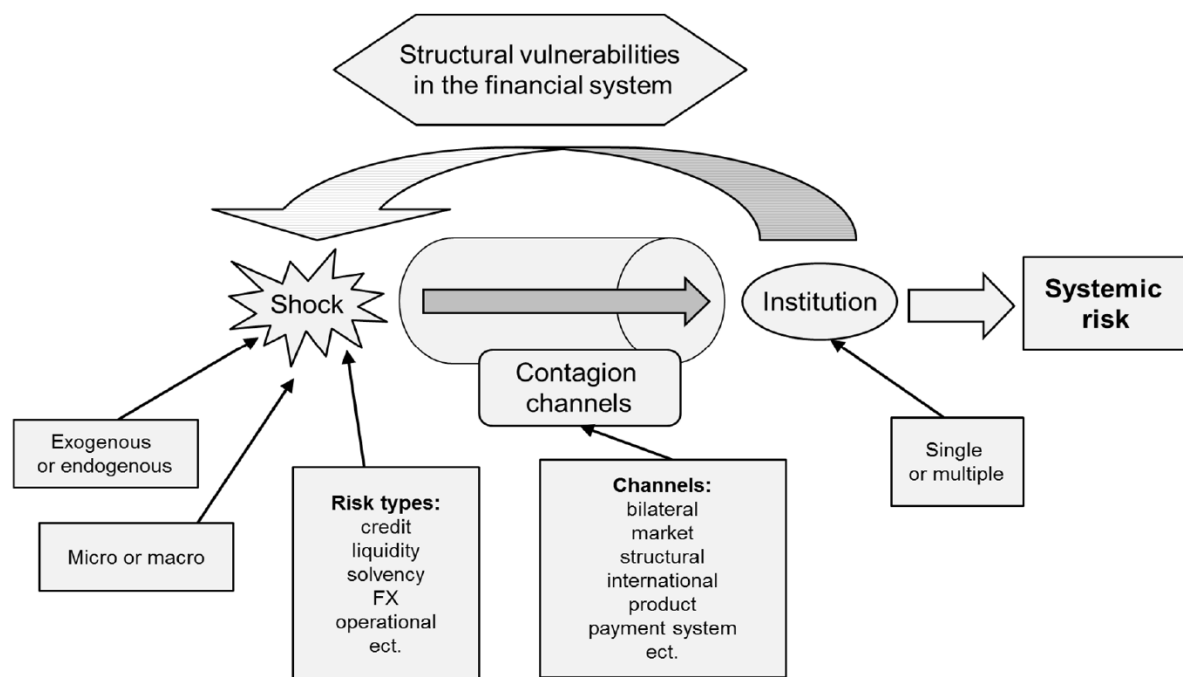 Structural vulnerabilities
in the financial system
Shock
Institution
Systemic
risk
Contagion
channels
Exogenous
or endogenous
Micro or macro
Risk types:
credit
liquidity
solvency
FX
operational
ect.
Channels:
bilateral
market
structural
international
product
payment system
ect.
Single
or multiple